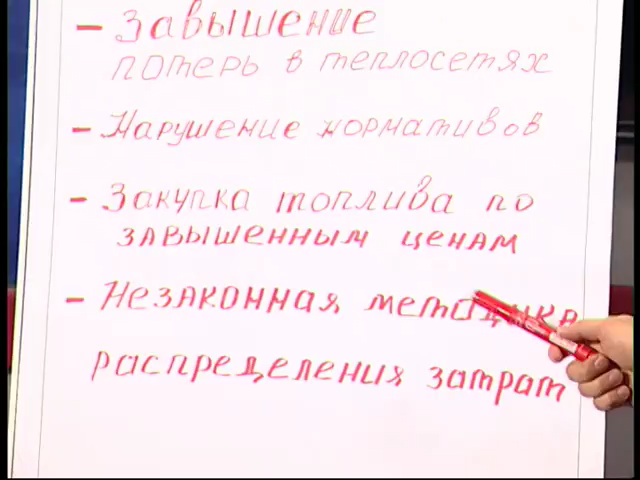 - Завышение
потерь в теплосетях
- Нарушение нормативов
- Закупка топлива по
завышенным ценам
- Незаконная методика
распределения затрат